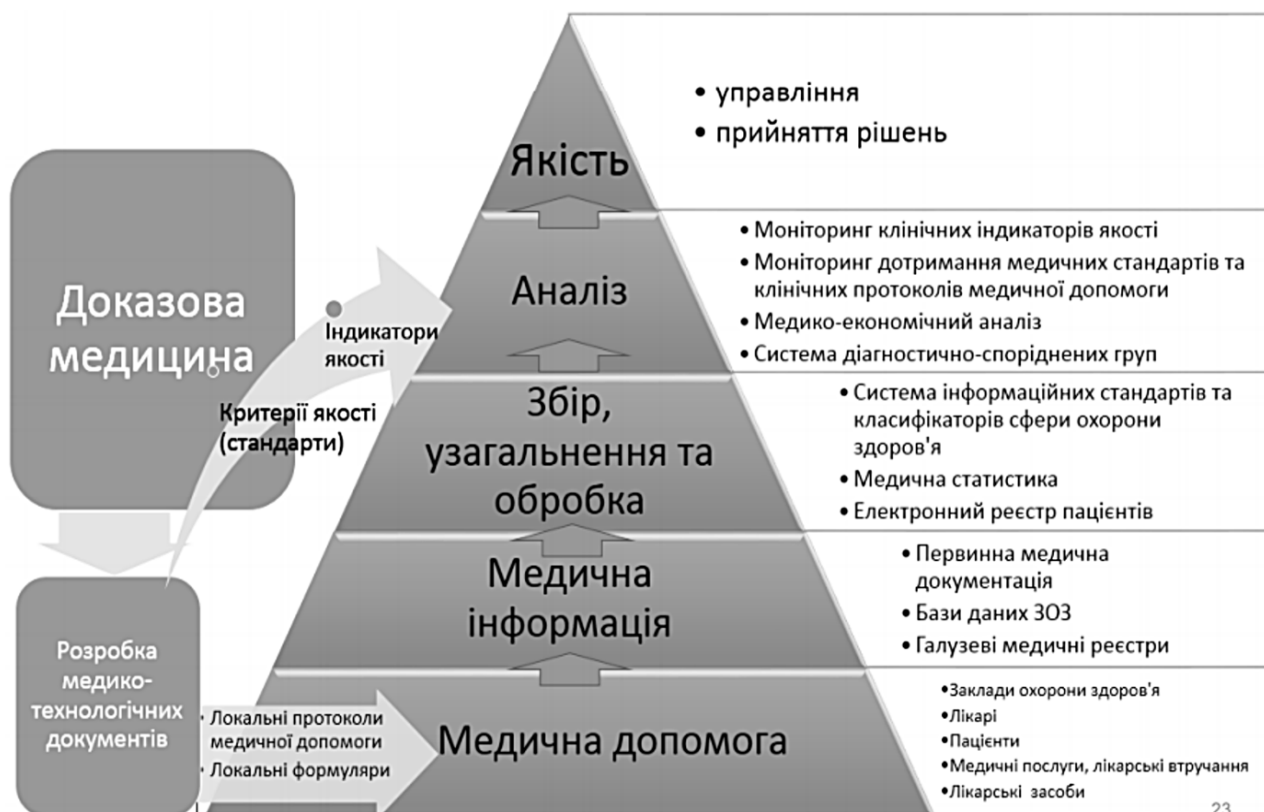 • управління
• прийняття рішень
Якість
• Моніторинг клінічних індикаторів якості
• Моніторинг дотримання медичних стандартів та
клінічних протоколів медичної допомоги
• Медико-економічний аналіз
• Система діагностично-споріднених груп
Аналіз
Доказова
медицина
Індикатори
якості
Критерії якості
(стандарти)
Збір,
узагальнення та
обробка
• Система інформаційних стандартів та
класифікаторів сфери охорони
здоров'я
• Медична статистика
• Електронний реєстр пацієнтів
Медична
інформація
• Первинна медична
документація
• Бази даних ЗОЗ
• Галузеві медичні реєстри
Розробка
медико-
технологічних
документів
• Локальні протоколи
медичної допомоги
• Локальні формуляри
Медична допомога
•Заклади охорони здоров'я
•Лікарі
•Пацієнти
•Медичні послуги, лікарські втручання
•Лікарські засоби
23